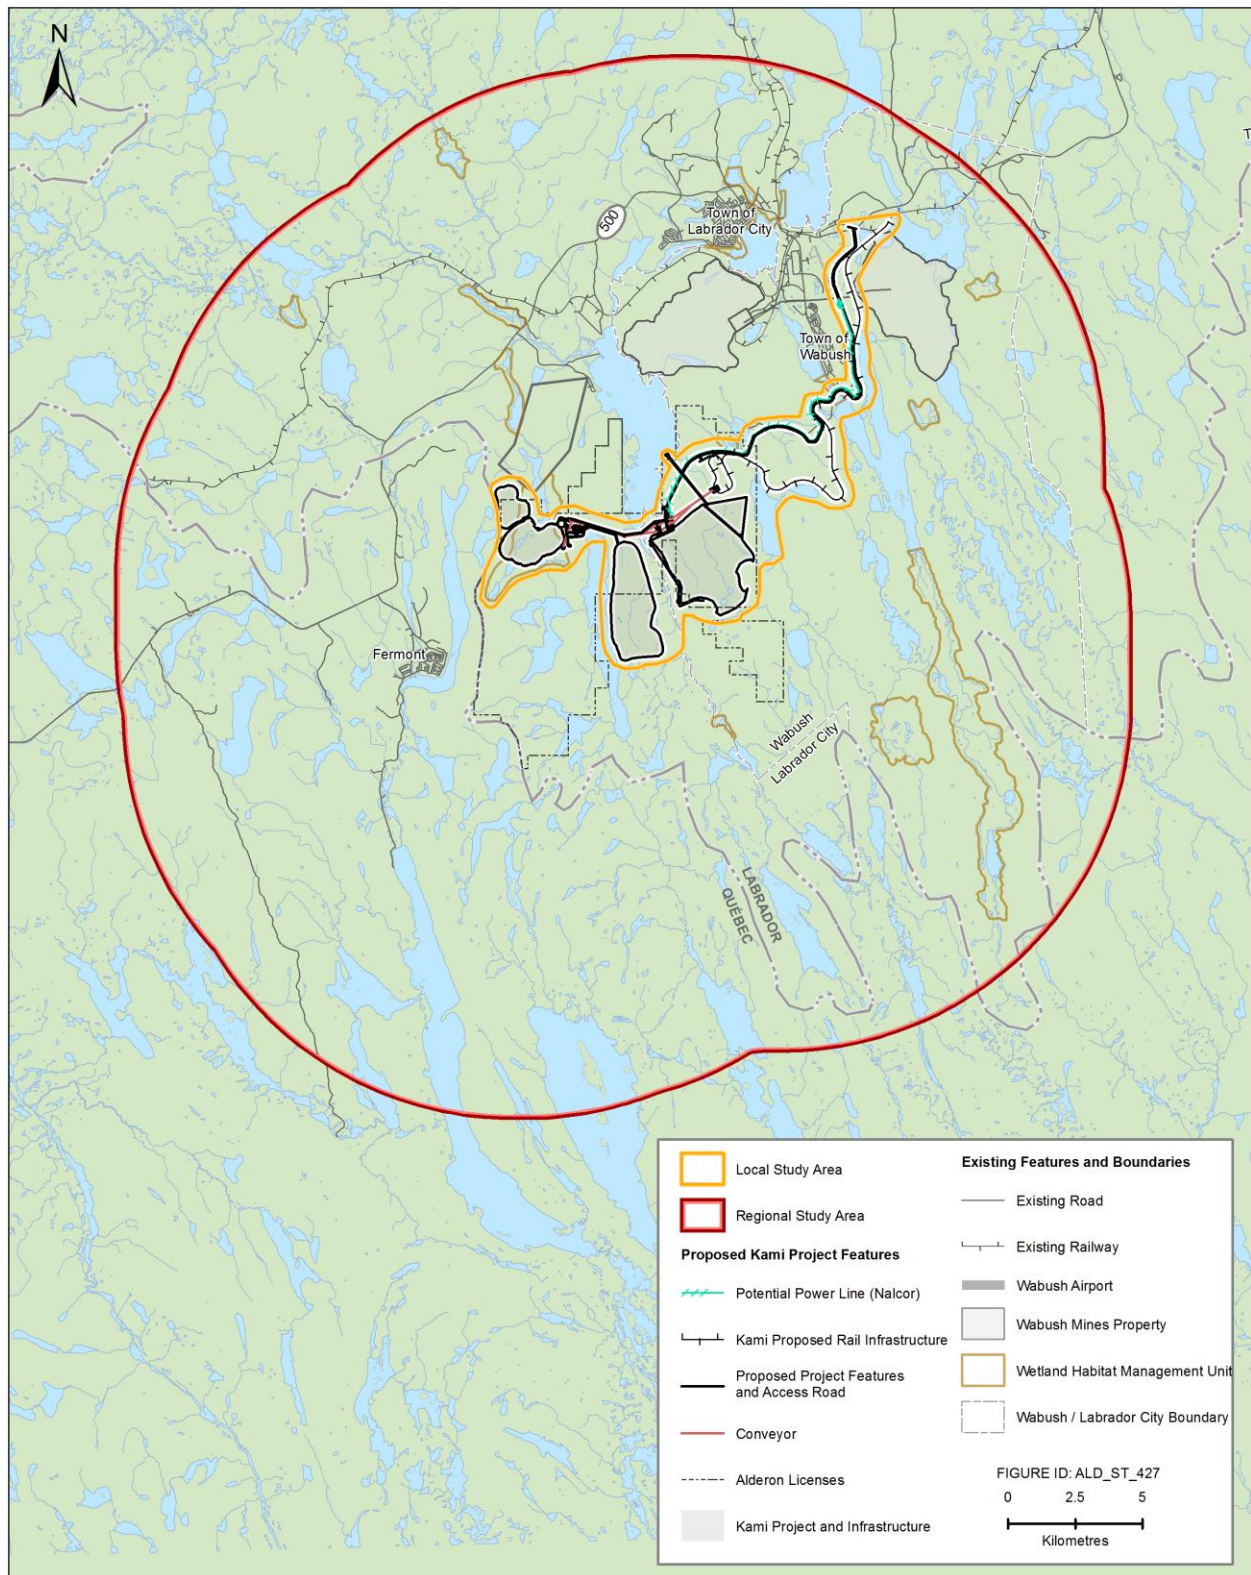 N
T
500
Town of
Labrador City
Town of
Wabush
Fermont
Wabush
Labrador City
LABRADOR
QUÉBEC
Local Study Area
Regional Study Area
Proposed Kami Project Features
Potential Power Line (Nalcor)
Kami Proposed Rail Infrastructure
Proposed Project Features
and Access Road
Conveyor
Alderon Licenses
Kami Project and Infrastructure
Existing Features and Boundaries
Existing Road
Existing Railway
Wabush Airport
Wabush Mines Property
Wetland Habitat Management Unit
Wabush / Labrador City Boundary
FIGURE ID: ALD_ST_427
0 2.5 5
Kilometres